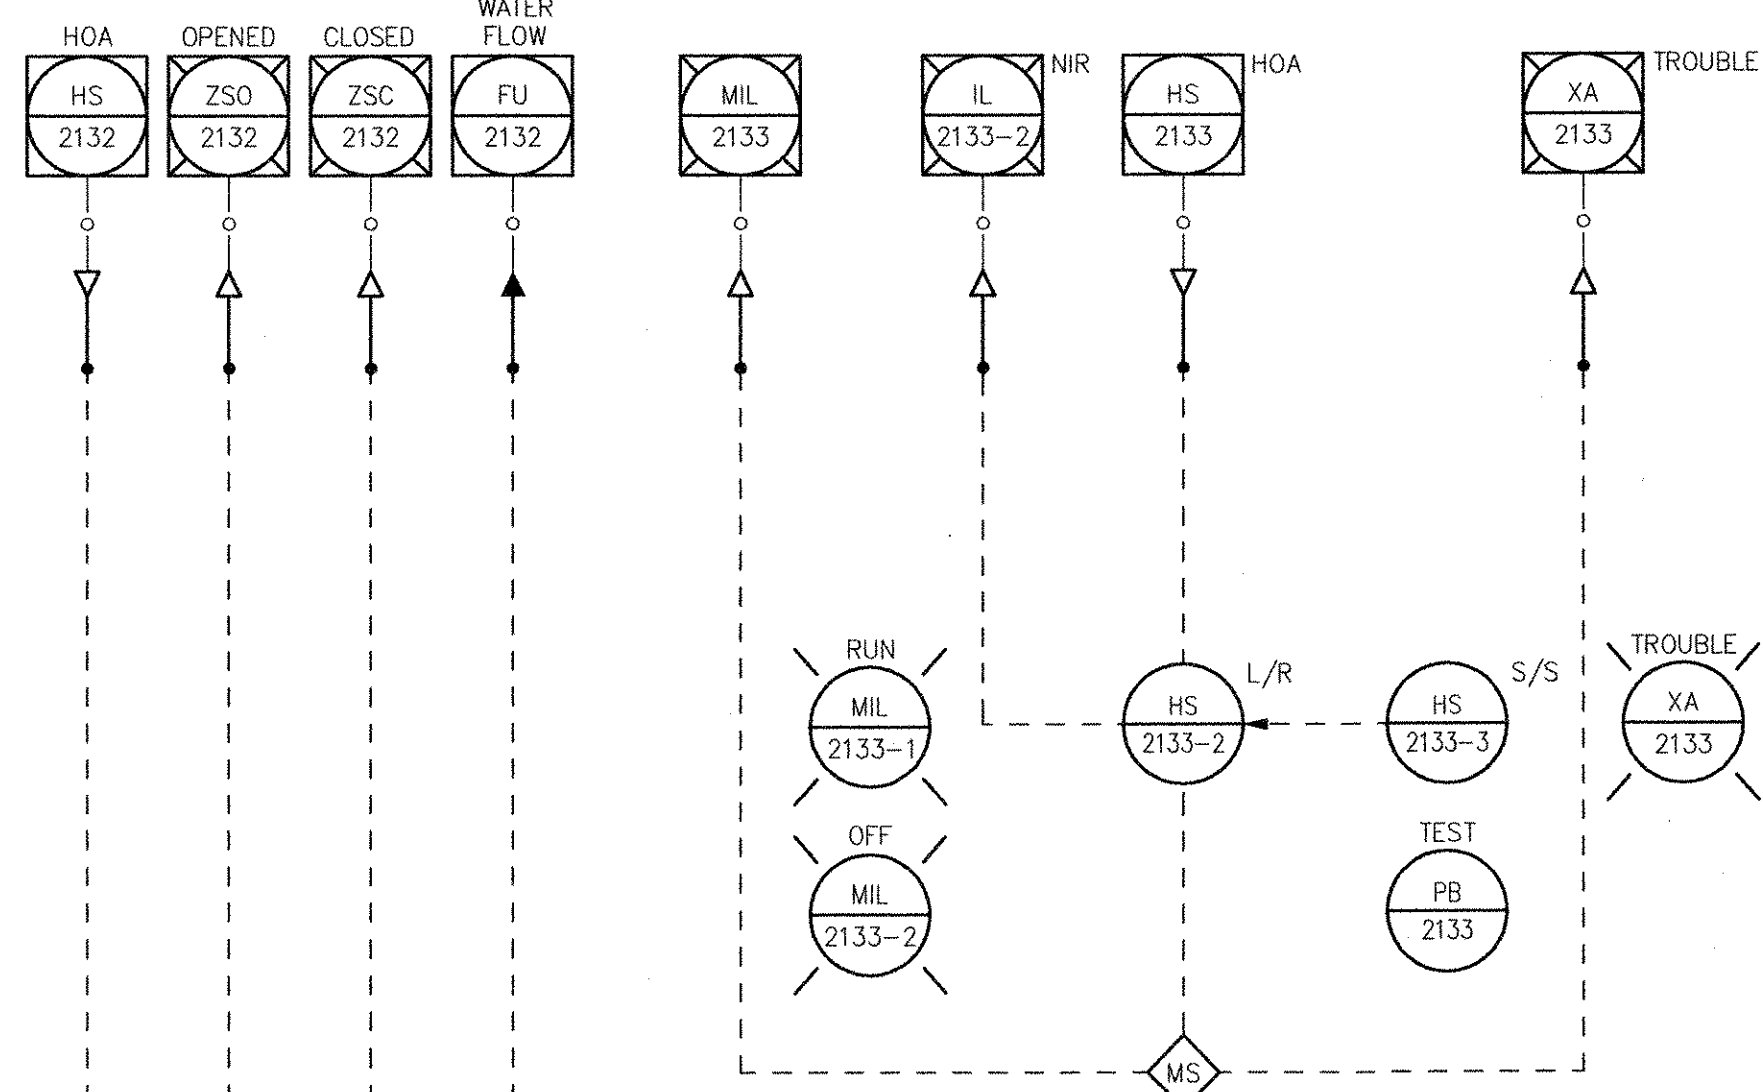 WATER
HOA
OPENED
CLOSED
FLOW
HS
2132
ZSO
2132
ZSC
2132
FU
2132
MIL
2133
IL
2133-2
NIR
HS
2133
HOA
XA
2133
TROUBLE
RUN
MIL
2133-1
HS
2133-2
L/R
HS
2133-3
S/S
TROUBLE
XA
2133
OFF
MIL
2133-2
TEST
PB
2133
MS